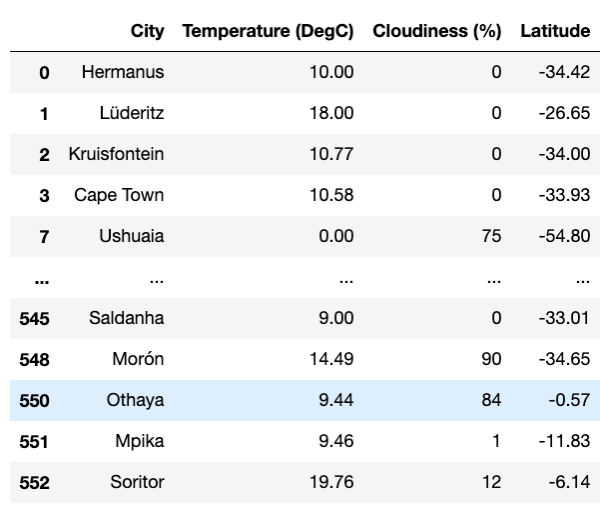 City Temperature (DegC) Cloudiness (%) Latitude
0 Hermanus 10.00 0 -34.42
1 Lüderitz 18.00 0 -26.65
2 Kruisfontein 10.77 0 -34.00
3 Cape Town 10.58 0 -33.93
7 Ushuaia 0.00 75 -54.80
... ... ... ... ...
545 Saldanha 9.00 0 -33.01
548 Morón 14.49 90 -34.65
550 Othaya 9.44 84 -0.57
551 Mpika 9.46 1 -11.83
552 Soritor 19.76 12 -6.14